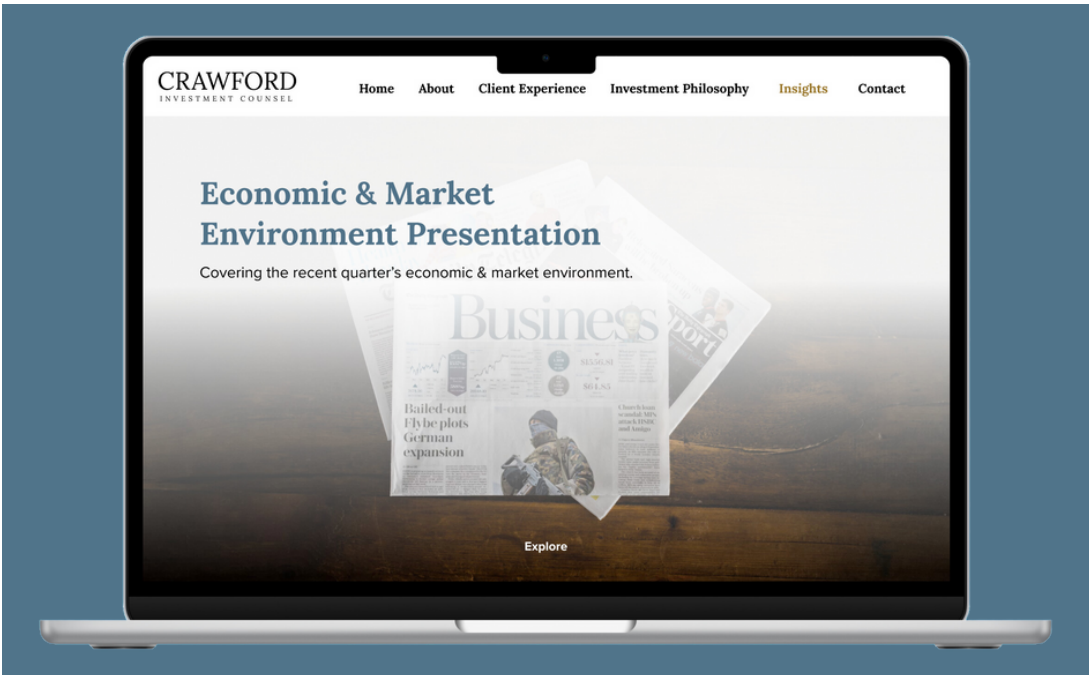 CRAWFORD
INVESTMENT COUNSEL
Home About Client Experience Investment Philosophy Insights Contact
Economic & Market
Environment Presentation
Covering the recent quarter's economic & market environment.
Business
port
Bailed-out
Flybe plots
German
expansion
Explore